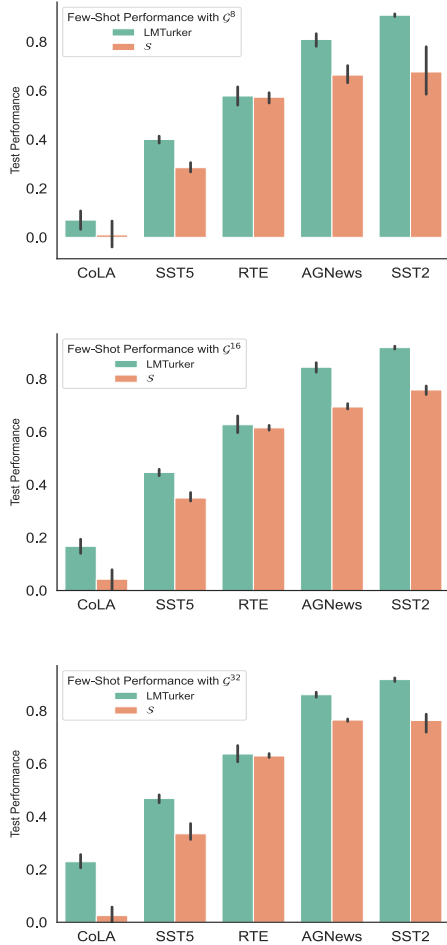 Few-Shot Performance with 𝒢⁸
LMTurker
𝒮
0.8
0.6
0.4
0.2
0.0
Test Performance
CoLA SST5 RTE AGNews SST2
Few-Shot Performance with 𝒢¹⁶
LMTurker
𝒮
0.8
0.6
0.4
0.2
0.0
Test Performance
CoLA SST5 RTE AGNews SST2
Few-Shot Performance with 𝒢³²
LMTurker
𝒮
0.8
0.6
0.4
0.2
0.0
Test Performance
CoLA SST5 RTE AGNews SST2